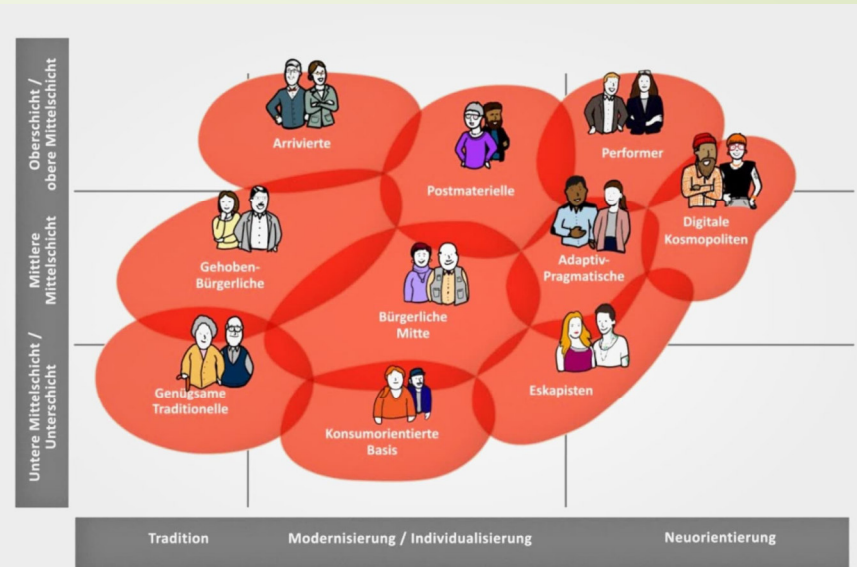 Oberschicht /
obere Mittelschicht
Mittlere
Mittelschicht
Untere Mittelschicht /
Unterschicht
Arrivierte
Postmaterielle
Performer
Digitale
Kosmopoliten
Gehoben-
Bürgerliche
Adaptiv-
Pragmatische
Bürgerliche
Mitte
Genügsame
Traditionelle
Eskapisten
Konsumorientierte
Basis
Tradition
Modernisierung / Individualisierung
Neuorientierung